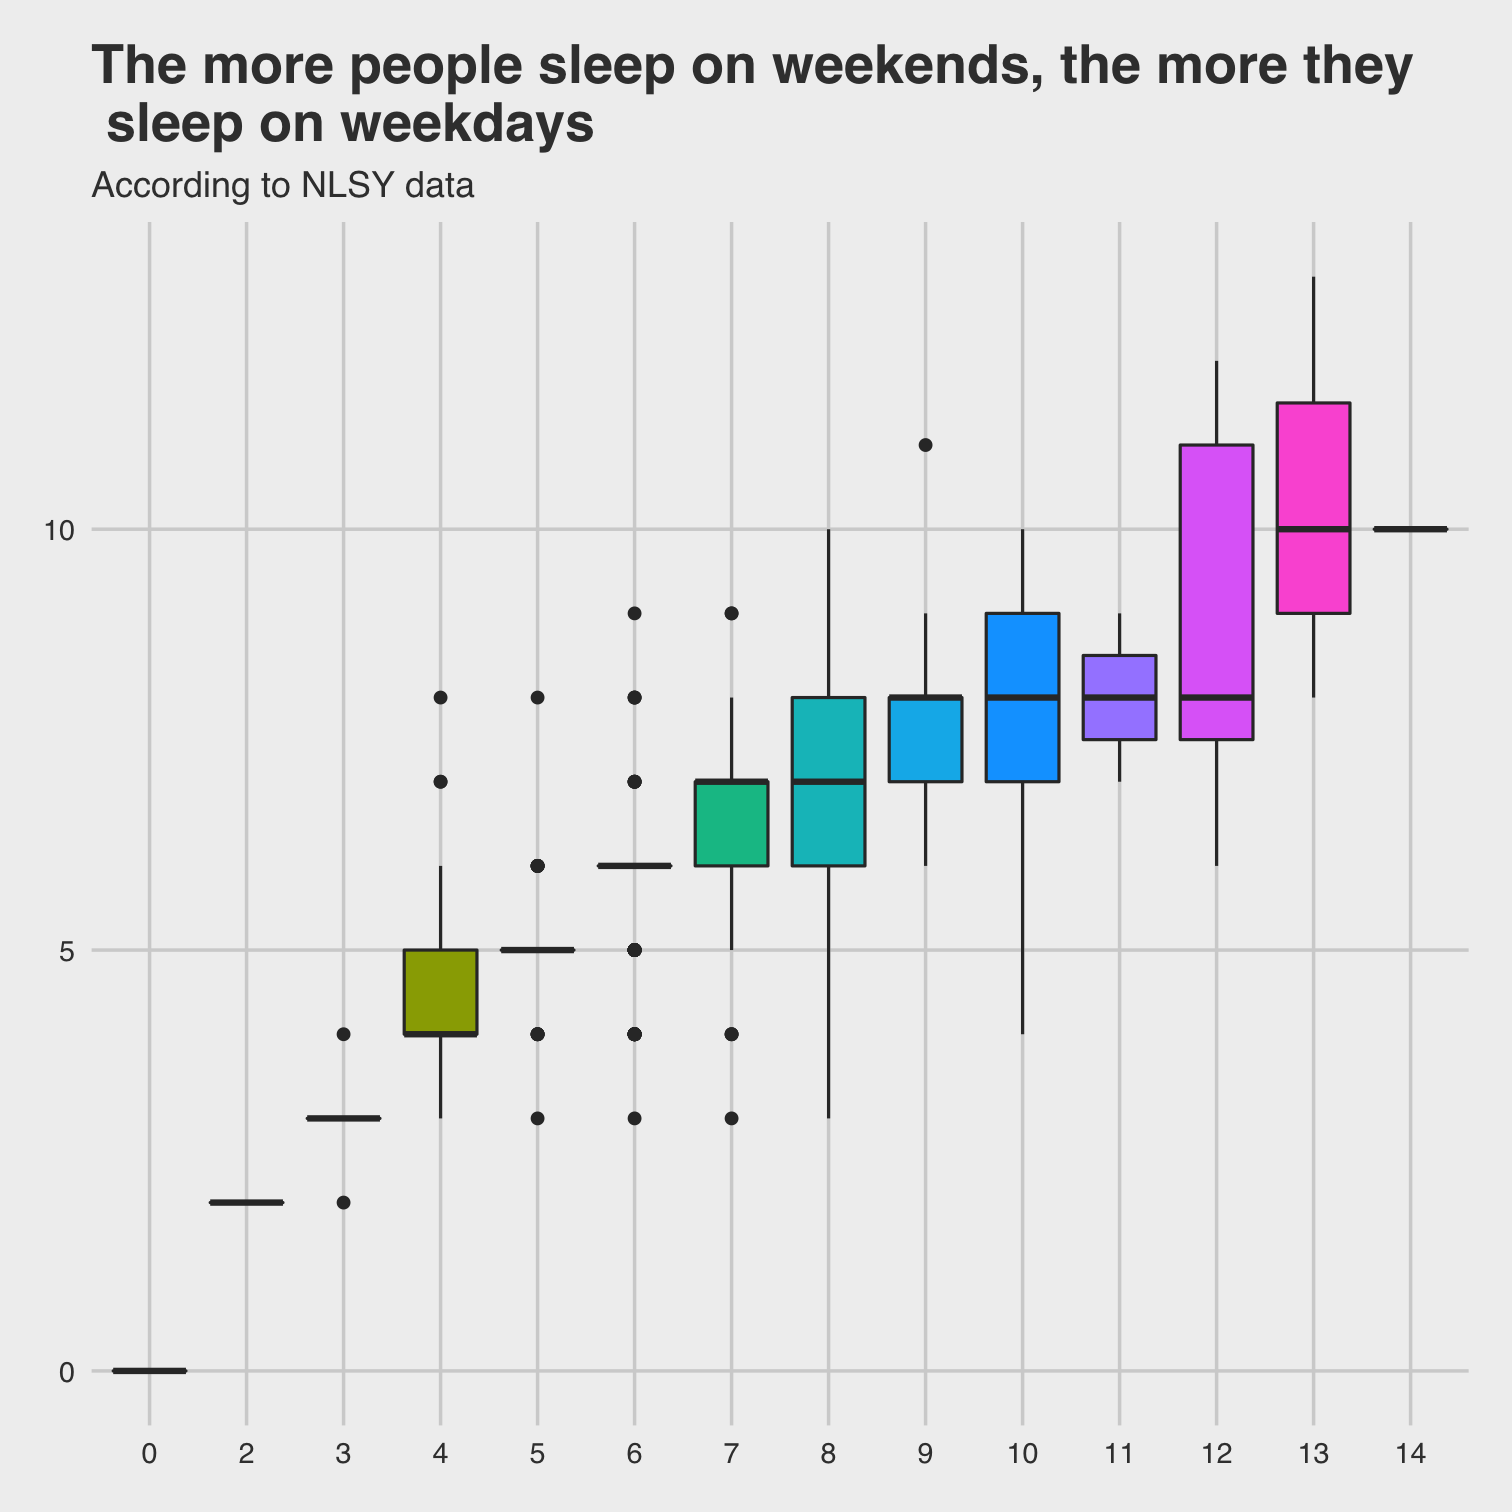 The more people sleep on weekends, the more they
sleep on weekdays
According to NLSY data
10
5
0
0 2 3 4 5 6 7 8 9 10 11 12 13 14